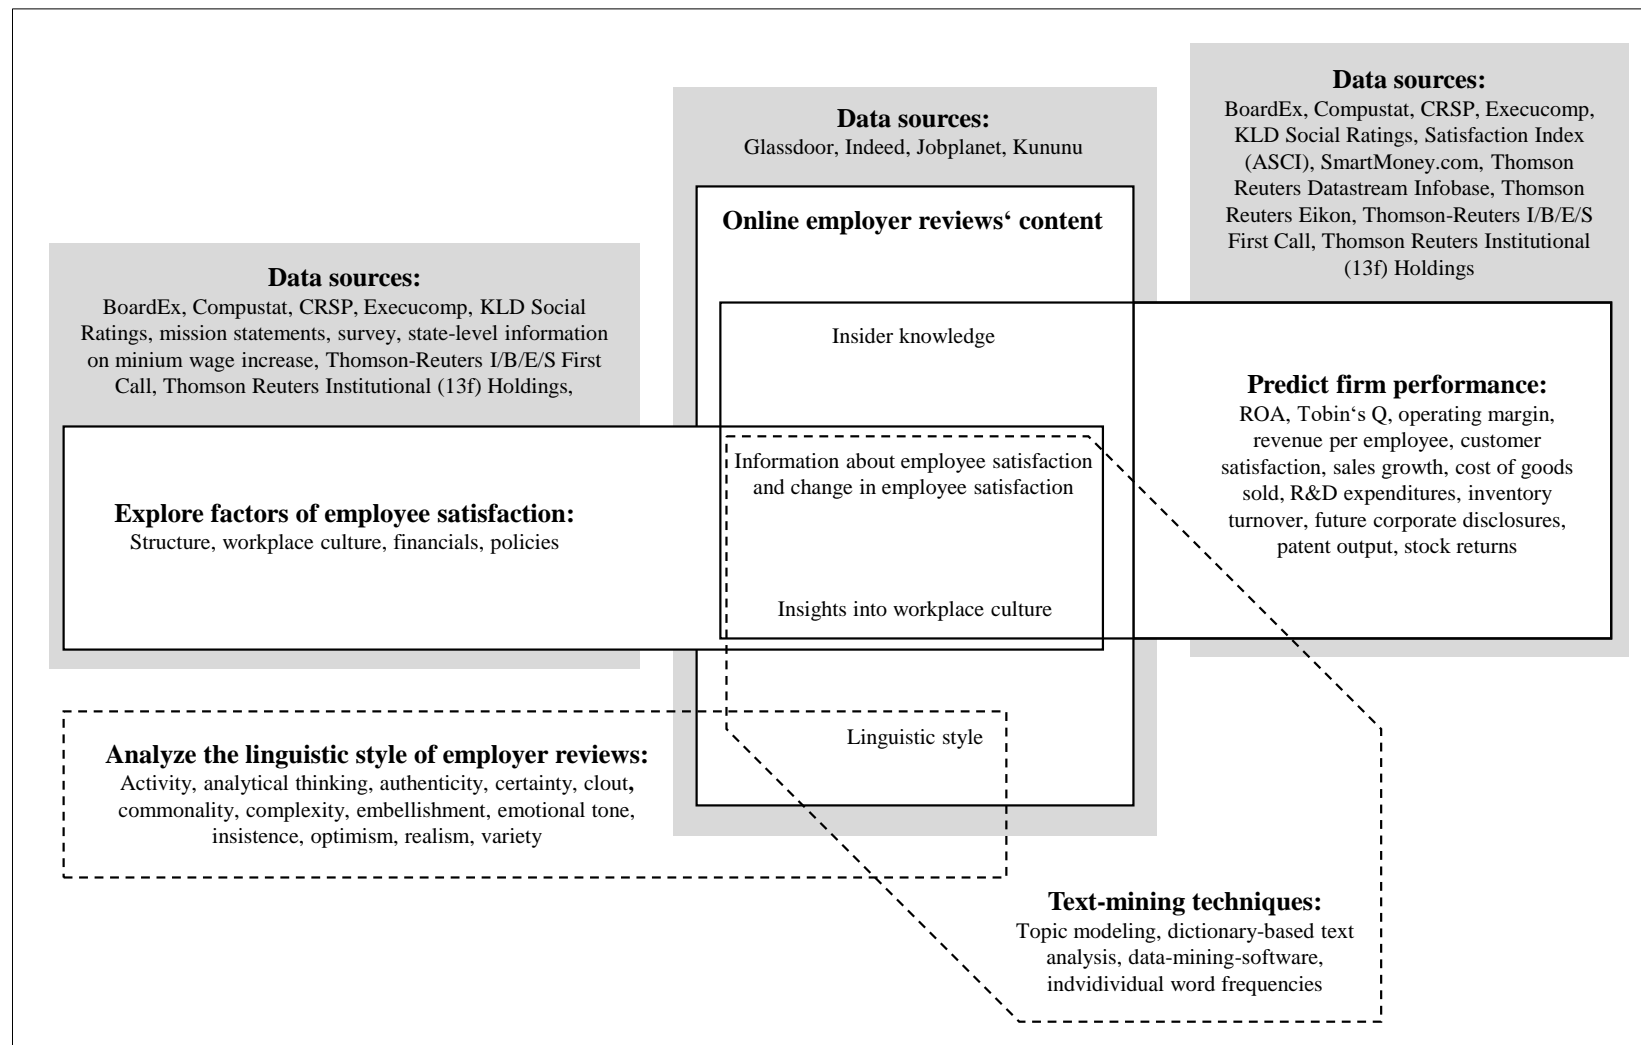 Data sources:
BoardEx, Compustat, CRSP, Execucomp, KLD Social
Ratings, mission statements, survey, state-level information
on minium wage increase, Thomson-Reuters I/B/E/S First
Call, Thomson Reuters Institutional (13f) Holdings,
Explore factors of employee satisfaction:
Structure, workplace culture, financials, policies
Analyze the linguistic style of employer reviews:
Activity, analytical thinking, authenticity, certainty, clout,
commonality, complexity, embellishment, emotional tone,
insistence, optimism, realism, variety
Data sources:
Glassdoor, Indeed, Jobplanet, Kununu
Online employer reviews‘ content
Insider knowledge
Information about employee satisfaction
and change in employee satisfaction
Insights into workplace culture
Linguistic style
Data sources:
BoardEx, Compustat, CRSP, Execucomp,
KLD Social Ratings, Satisfaction Index
(ASCI), SmartMoney.com, Thomson
Reuters Datastream Infobase, Thomson
Reuters Eikon, Thomson-Reuters I/B/E/S
First Call, Thomson Reuters Institutional
(13f) Holdings
Predict firm performance:
ROA, Tobin‘s Q, operating margin,
revenue per employee, customer
satisfaction, sales growth, cost of goods
sold, R&D expenditures, inventory
turnover, future corporate disclosures,
patent output, stock returns
Text-mining techniques:
Topic modeling, dictionary-based text
analysis, data-mining-software,
indvidividual word frequencies